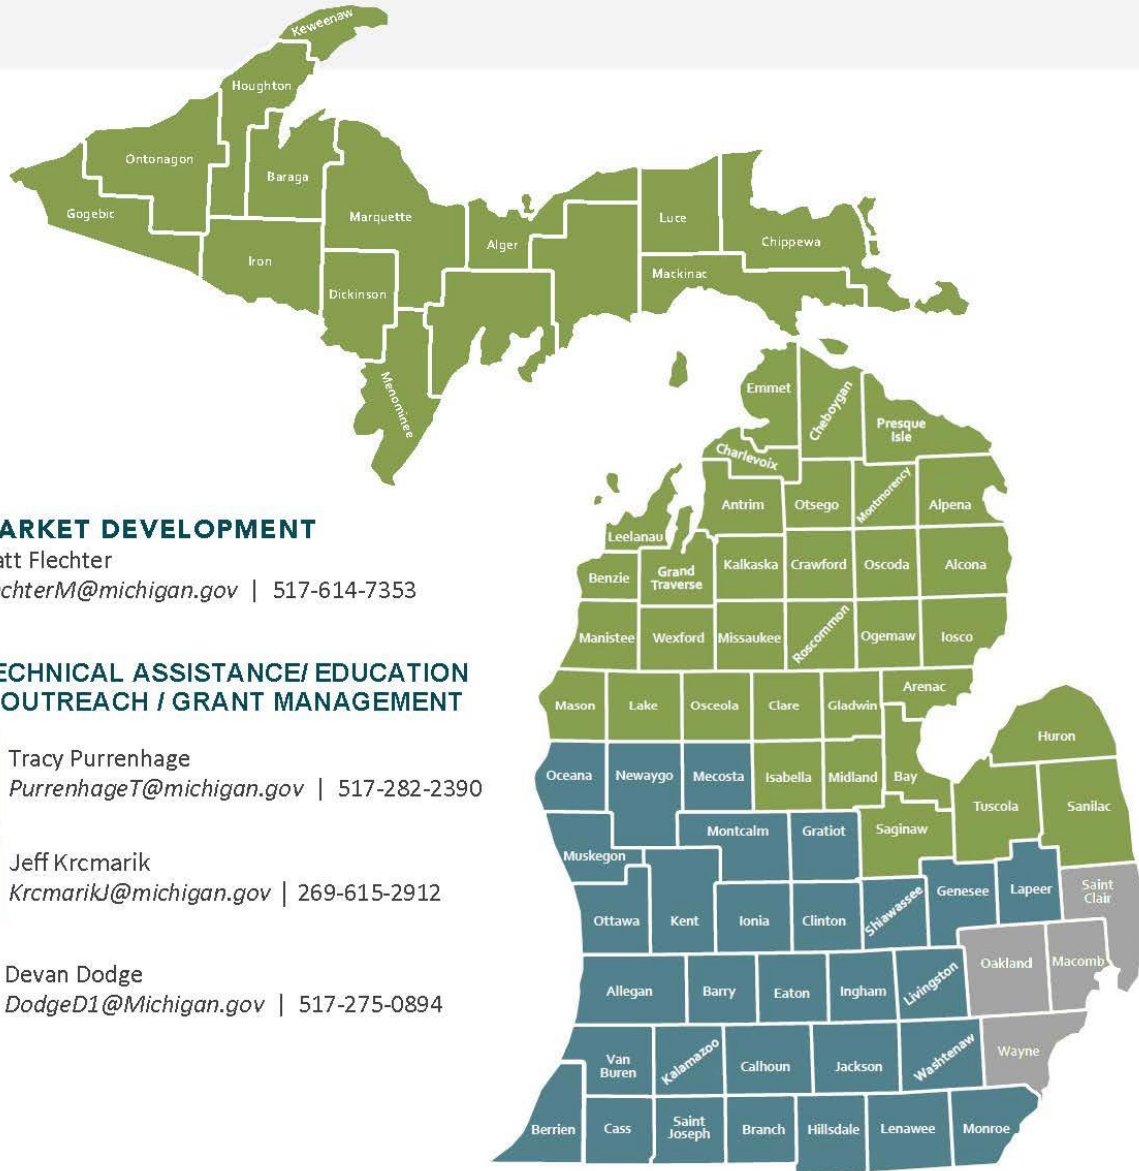 Keweenaw
Houghton
Ontonagon
Baraga
Gogebic
Marquette
Luce
Alger
Chippewa
Iron
Mackinac
Dickinson
Menominee
Emmet
Cheboygan
Presque
Isle
Charlevoix
Antrim
Otsego
Montmorency
Alpena
Leelanau
Benzie
Grand
Traverse
Kalkaska
Crawford
Oscoda
Alcona
Manistee
Wexford
Missaukee
Roscommon
Ogemaw
Iosco
Mason
Lake
Osceola
Clare
Gladwin
Arenac
Huron
Oceana
Newaygo
Mecosta
Isabella
Midland
Bay
Tuscola
Sanilac
Muskegon
Montcalm
Gratiot
Saginaw
Ottawa
Kent
Ionia
Clinton
Shiawassee
Genesee
Lapeer
Saint
Clair
Allegan
Barry
Eaton
Ingham
Livingston
Oakland
Macomb
Van
Buren
Kalamazoo
Calhoun
Jackson
Washtenaw
Wayne
Berrien
Cass
Saint
Joseph
Branch
Hillsdale
Lenawee
Monroe
ARKET DEVELOPMENT
att Flechter
chterM@michigan.gov | 517-614-7353
ECHNICAL ASSISTANCE/ EDUCATION
OUTREACH / GRANT MANAGEMENT
Tracy Purrenhage
PurrenhageT@michigan.gov | 517-282-2390
Jeff Krcmarik
KrcmarikJ@michigan.gov | 269-615-2912
Devan Dodge
DodgeD1@Michigan.gov | 517-275-0894